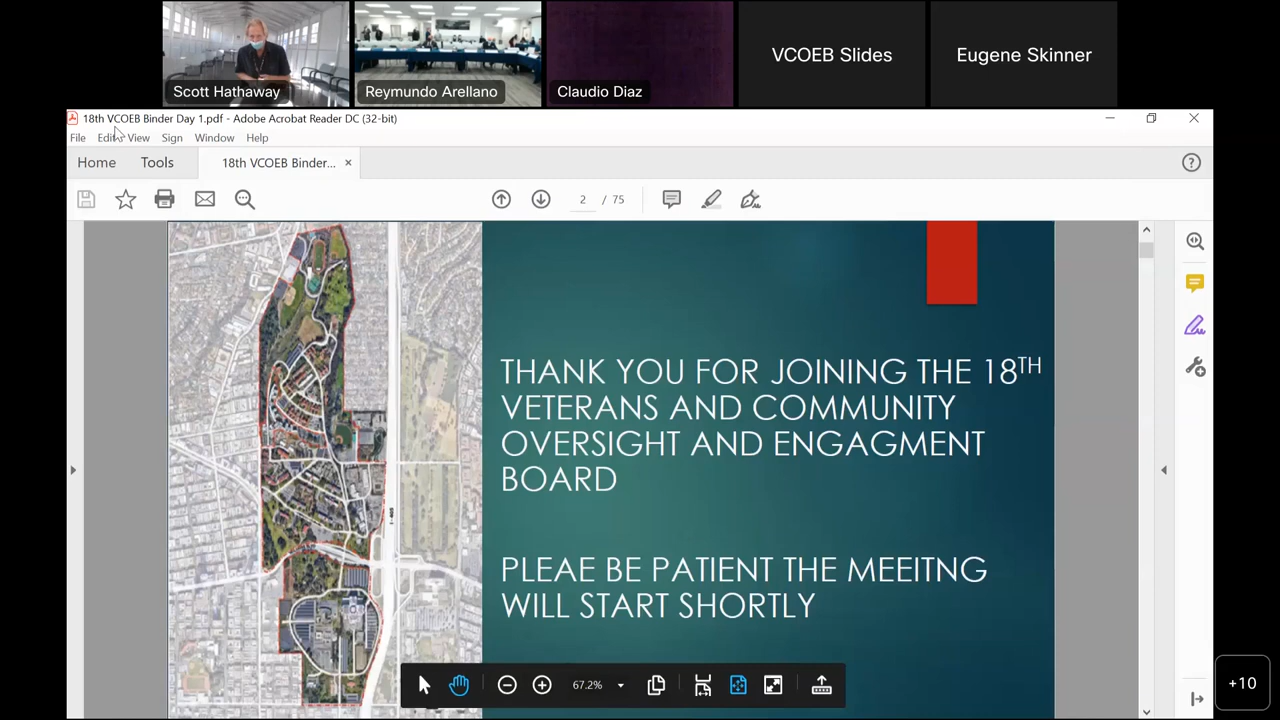 Scott Hathaway
Reymundo Arellano
Claudio Diaz
VCOEB Slides
Eugene Skinner
18th VCOEB Binder Day 1.pdf - Adobe Acrobat Reader DC (32-bit)
File Edit View Sign Window Help
Home Tools 18th VCOEB Binder... ×
2 / 75
THANK YOU FOR JOINING THE 18TH
VETERANS AND COMMUNITY
OVERSIGHT AND ENGAGMENT
BOARD
PLEAE BE PATIENT THE MEEITNG
WILL START SHORTLY
I-405
67.2%
+10